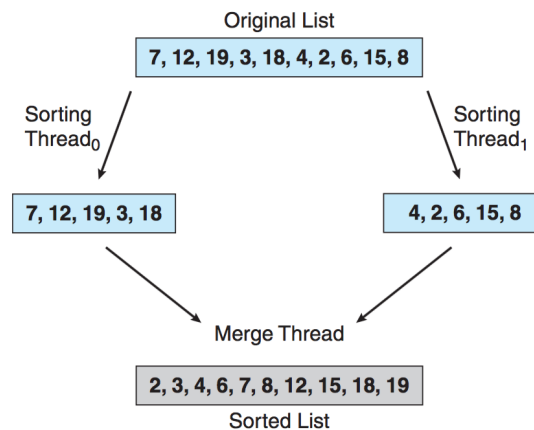 Original List
7, 12, 19, 3, 18, 4, 2, 6, 15, 8
Sorting
Thread0
Sorting
Thread1
7, 12, 19, 3, 18
4, 2, 6, 15, 8
Merge Thread
2, 3, 4, 6, 7, 8, 12, 15, 18, 19
Sorted List